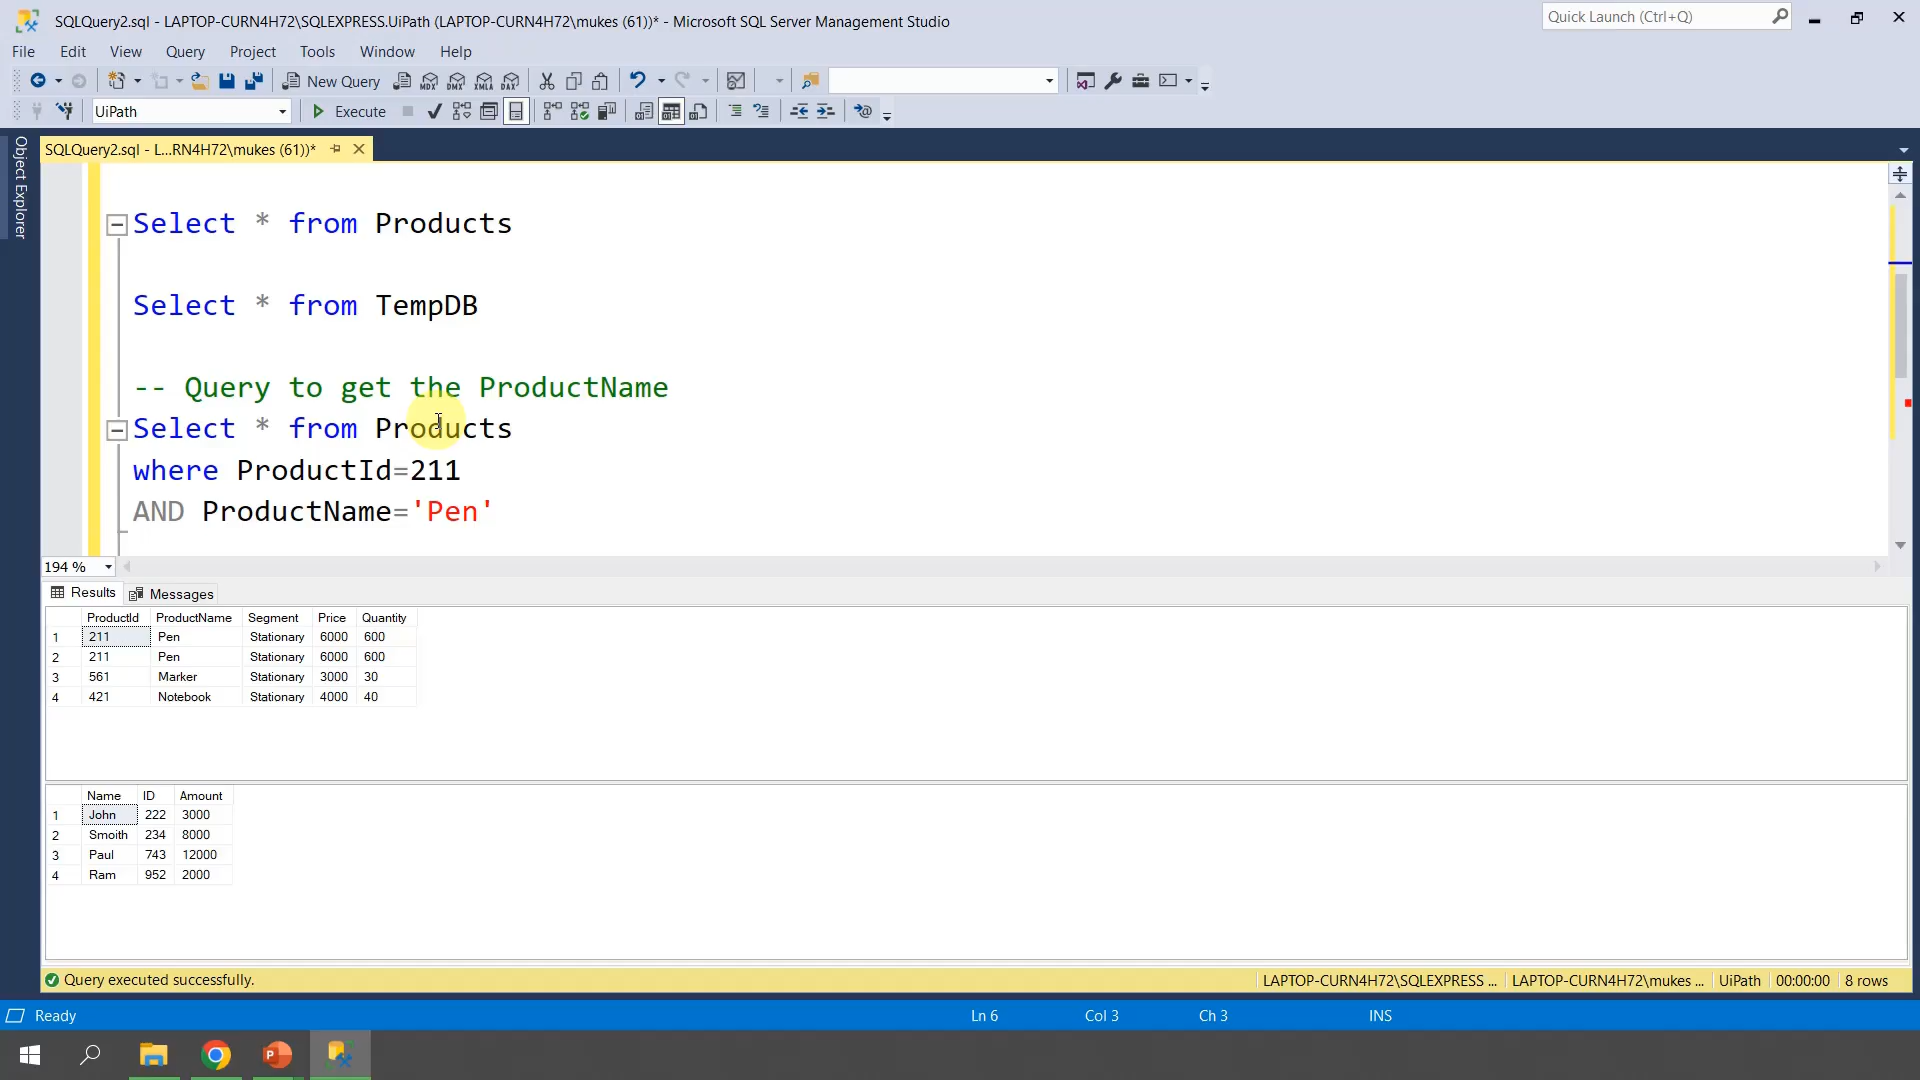 SQLQuery2.sql - LAPTOP-CURN4H72\SQLEXPRESS.UiPath (LAPTOP-CURN4H72\mukes (61))* - Microsoft SQL Server Management Studio
Quick Launch (Ctrl+Q)
File Edit View Query Project Tools Window Help
New Query MDX DMX XMLA DAX
UiPath Execute
Object Explorer
SQLQuery2.sql - L...RN4H72\mukes (61))*
Select * from Products
Select * from TempDB
-- Query to get the ProductName
Select * from Products
where ProductId=211
AND ProductName='Pen'
194 %
Results Messages
ProductId ProductName Segment Price Quantity
1 211 Pen Stationary 6000 600
2 211 Pen Stationary 6000 600
3 561 Marker Stationary 3000 30
4 421 Notebook Stationary 4000 40
Name ID Amount
1 John 222 3000
2 Smoith 234 8000
3 Paul 743 12000
4 Ram 952 2000
Query executed successfully. LAPTOP-CURN4H72\SQLEXPRESS ... LAPTOP-CURN4H72\mukes ... UiPath 00:00:00 8 rows
Ready Ln 6 Col 3 Ch 3 INS